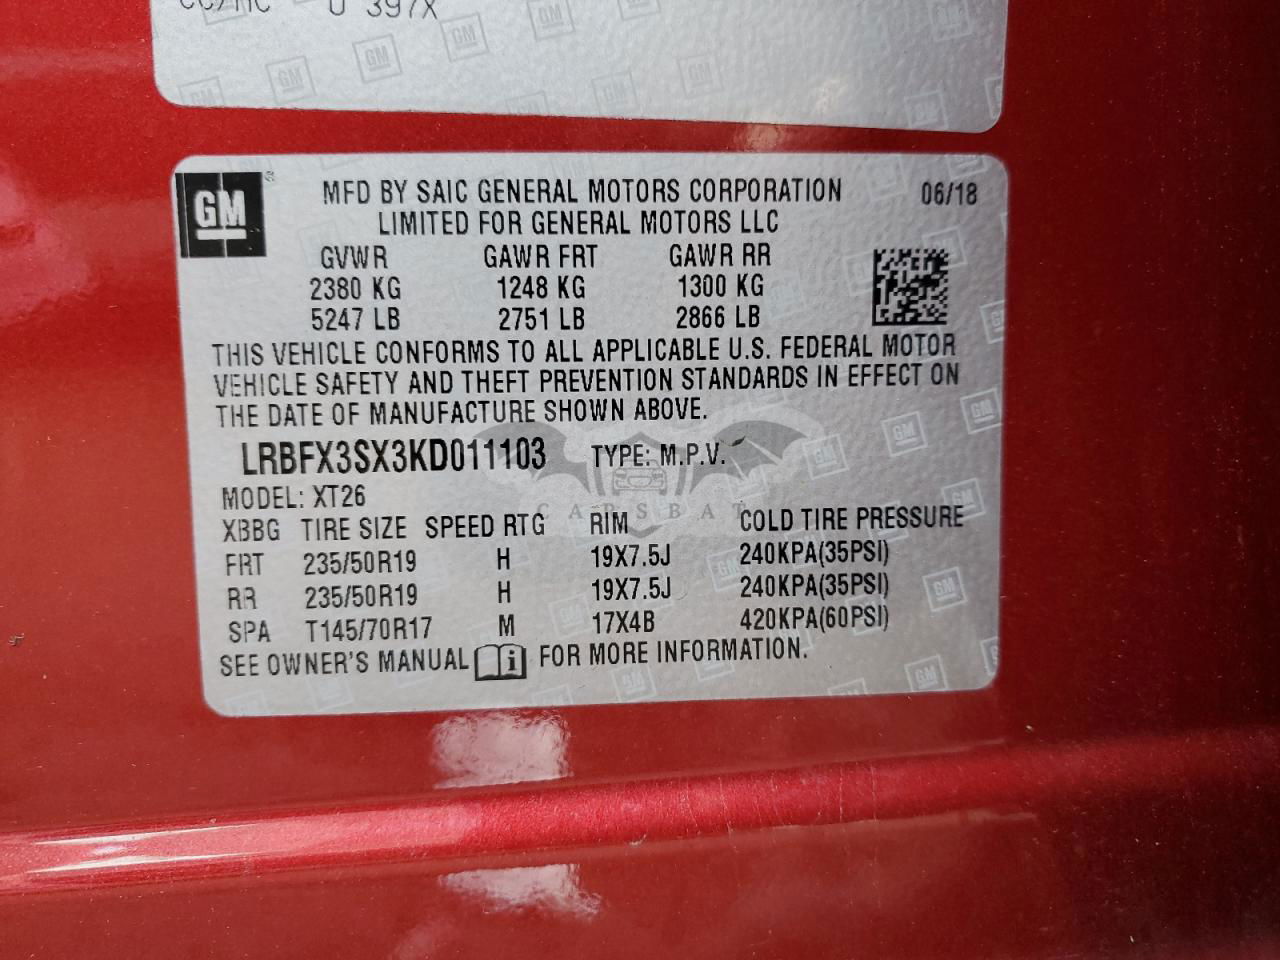 U 397X
GM
MFD BY SAIC GENERAL MOTORS CORPORATION 06/18
LIMITED FOR GENERAL MOTORS LLC
GVWR GAWR FRT GAWR RR
2380 KG 1248 KG 1300 KG
5247 LB 2751 LB 2866 LB
THIS VEHICLE CONFORMS TO ALL APPLICABLE U.S. FEDERAL MOTOR
VEHICLE SAFETY AND THEFT PREVENTION STANDARDS IN EFFECT ON
THE DATE OF MANUFACTURE SHOWN ABOVE.
LRBFX3SX3KD011103 TYPE: M.P.V.
CARSBAT
MODEL: XT26
XBBG TIRE SIZE SPEED RTG RIM COLD TIRE PRESSURE
FRT 235/50R19 H 19X7.5J 240KPA(35PSI)
RR 235/50R19 H 19X7.5J 240KPA(35PSI)
SPA T145/70R17 M 17X4B 420KPA(60PSI)
SEE OWNER'S MANUAL i FOR MORE INFORMATION.